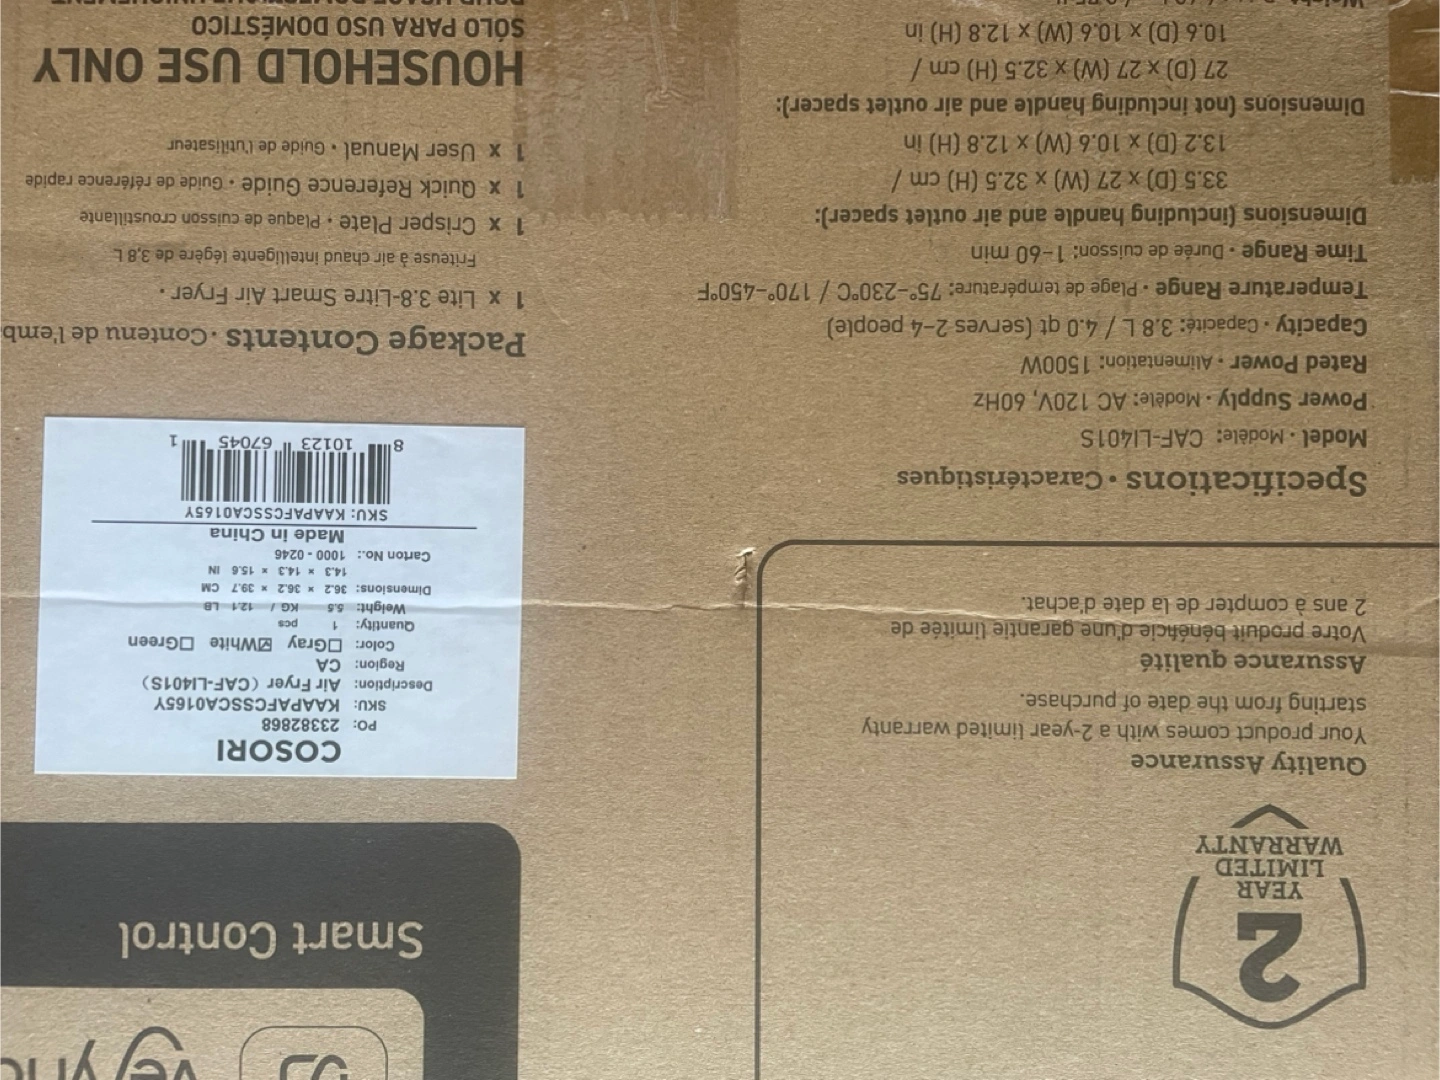 2
YEAR
LIMITED
WARRANTY
Quality Assurance
Your product comes with a 2-year limited warranty
starting from the date of purchase.
Assurance qualité
Votre produit bénéficie d'une garantie limitée de
2 ans à compter de la date d'achat.
Specifications · Caractéristiques
Model · Modèle: CAF-LI401S
Power Supply · Modèle: AC 120V, 60Hz
Rated Power · Alimentation: 1500W
Capacity · Capacité: 3.8 L / 4.0 qt (serves 2–4 people)
Temperature Range · Plage de température: 75°–230°C / 170°–450°F
Time Range · Durée de cuisson: 1–60 min
Dimensions (including handle and air outlet spacer):
33.5 (D) x 27 (W) x 32.5 (H) cm /
13.2 (D) x 10.6 (W) x 12.8 (H) in
Dimensions (not including handle and air outlet spacer):
27 (D) x 27 (W) x 32.5 (H) cm /
10.6 (D) x 10.6 (W) x 12.8 (H) in
Smart Control
COSORI
PO: 23382868
SKU: KAAPAFCSSCA0165Y
Description: Air Fryer (CAF-LI401S)
Region: CA
Color: ☐Gray ☒White ☐Green
Quantity: 1 pcs
Weight: 5.5 KG / 12.1 LB
Dimensions: 36.2 × 36.2 × 39.7 CM
14.3 × 14.3 × 15.6 IN
Carton No.: 1000 - 0246
Made in China
SKU: KAAPAFCSSCA0165Y
8 10123 67045 1
Package Contents · Contenu de l'emb
1 x Lite 3.8-Litre Smart Air Fryer ·
Friteuse à air chaud intelligente légère de 3,8 L
1 x Crisper Plate · Plaque de cuisson croustillante
1 x Quick Reference Guide · Guide de référence rapide
1 x User Manual · Guide de l'utilisateur
HOUSEHOLD USE ONLY
SÓLO PARA USO DOMÉSTICO